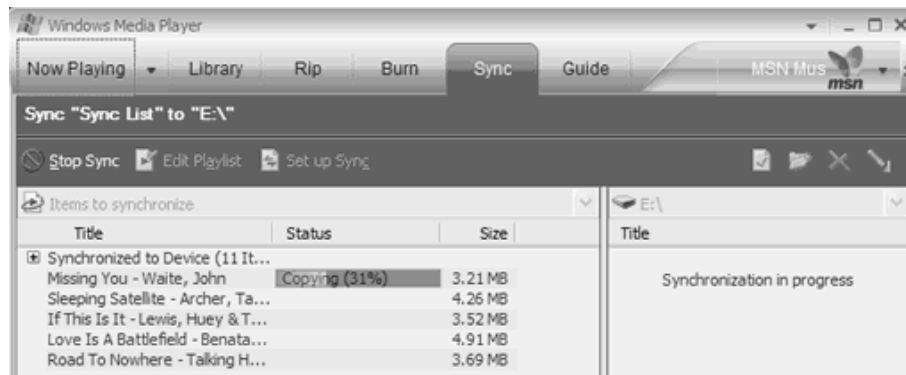 Windows Media Player
Now Playing Library Rip Burn Sync Guide MSN Mus msn
Sync "Sync List" to "E:\"
Stop Sync Edit Playlist Set up Sync
Items to synchronize E:\
Title Status Size Title
Synchronized to Device (11 It...
Missing You - Waite, John Copying (31%) 3.21 MB Synchronization in progress
Sleeping Satellite - Archer, Ta... 4.26 MB
If This Is It - Lewis, Huey & T... 3.52 MB
Love Is A Battlefield - Benata... 4.91 MB
Road To Nowhere - Talking H... 3.69 MB